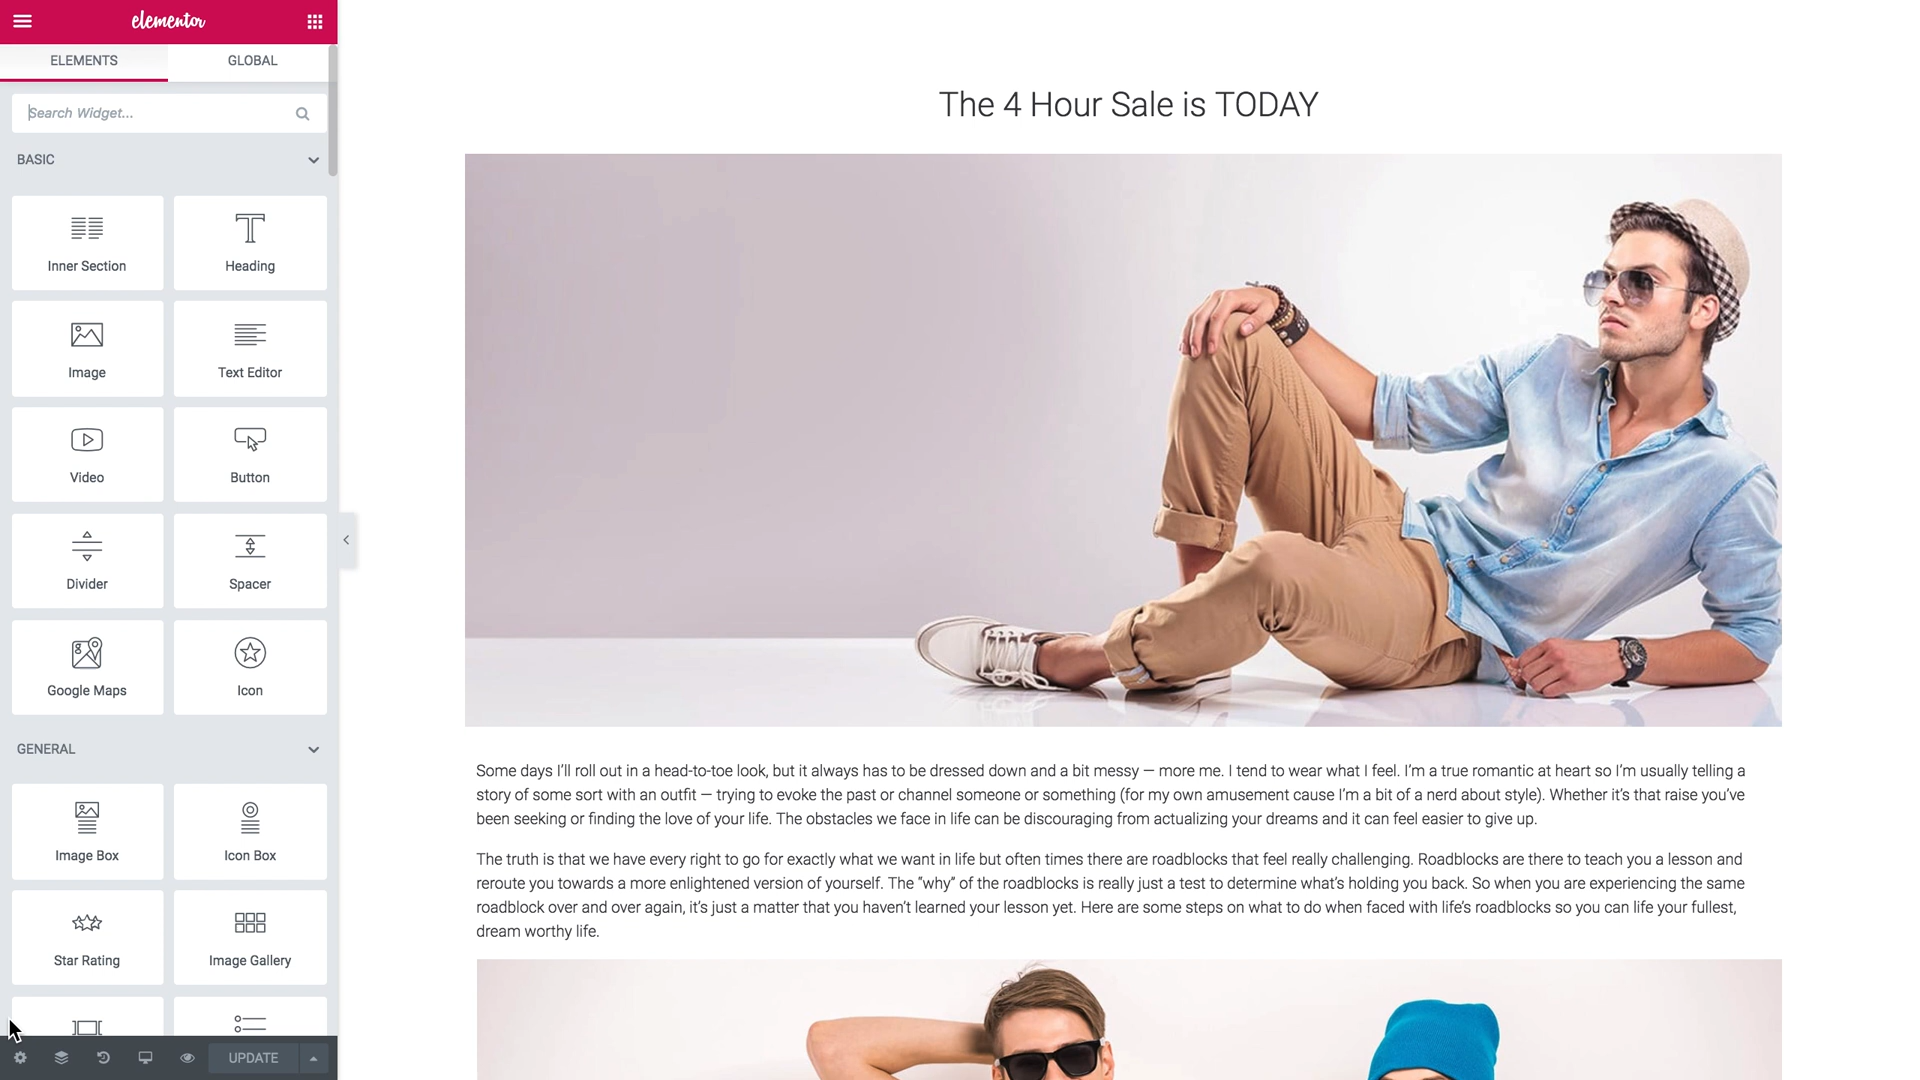 elementor
ELEMENTS
GLOBAL
Search Widget...
BASIC
Inner Section
Heading
Image
Text Editor
Video
Button
Divider
Spacer
Google Maps
Icon
GENERAL
Image Box
Icon Box
Star Rating
Image Gallery
UPDATE
The 4 Hour Sale is TODAY
Some days I’ll roll out in a head-to-toe look, but it always has to be dressed down and a bit messy — more me. I tend to wear what I feel. I’m a true romantic at heart so I’m usually telling a
story of some sort with an outfit — trying to evoke the past or channel someone or something (for my own amusement cause I’m a bit of a nerd about style). Whether it’s that raise you’ve
been seeking or finding the love of your life. The obstacles we face in life can be discouraging from actualizing your dreams and it can feel easier to give up.
The truth is that we have every right to go for exactly what we want in life but often times there are roadblocks that feel really challenging. Roadblocks are there to teach you a lesson and
reroute you towards a more enlightened version of yourself. The “why” of the roadblocks is really just a test to determine what’s holding you back. So when you are experiencing the same
roadblock over and over again, it’s just a matter that you haven’t learned your lesson yet. Here are some steps on what to do when faced with life’s roadblocks so you can life your fullest,
dream worthy life.